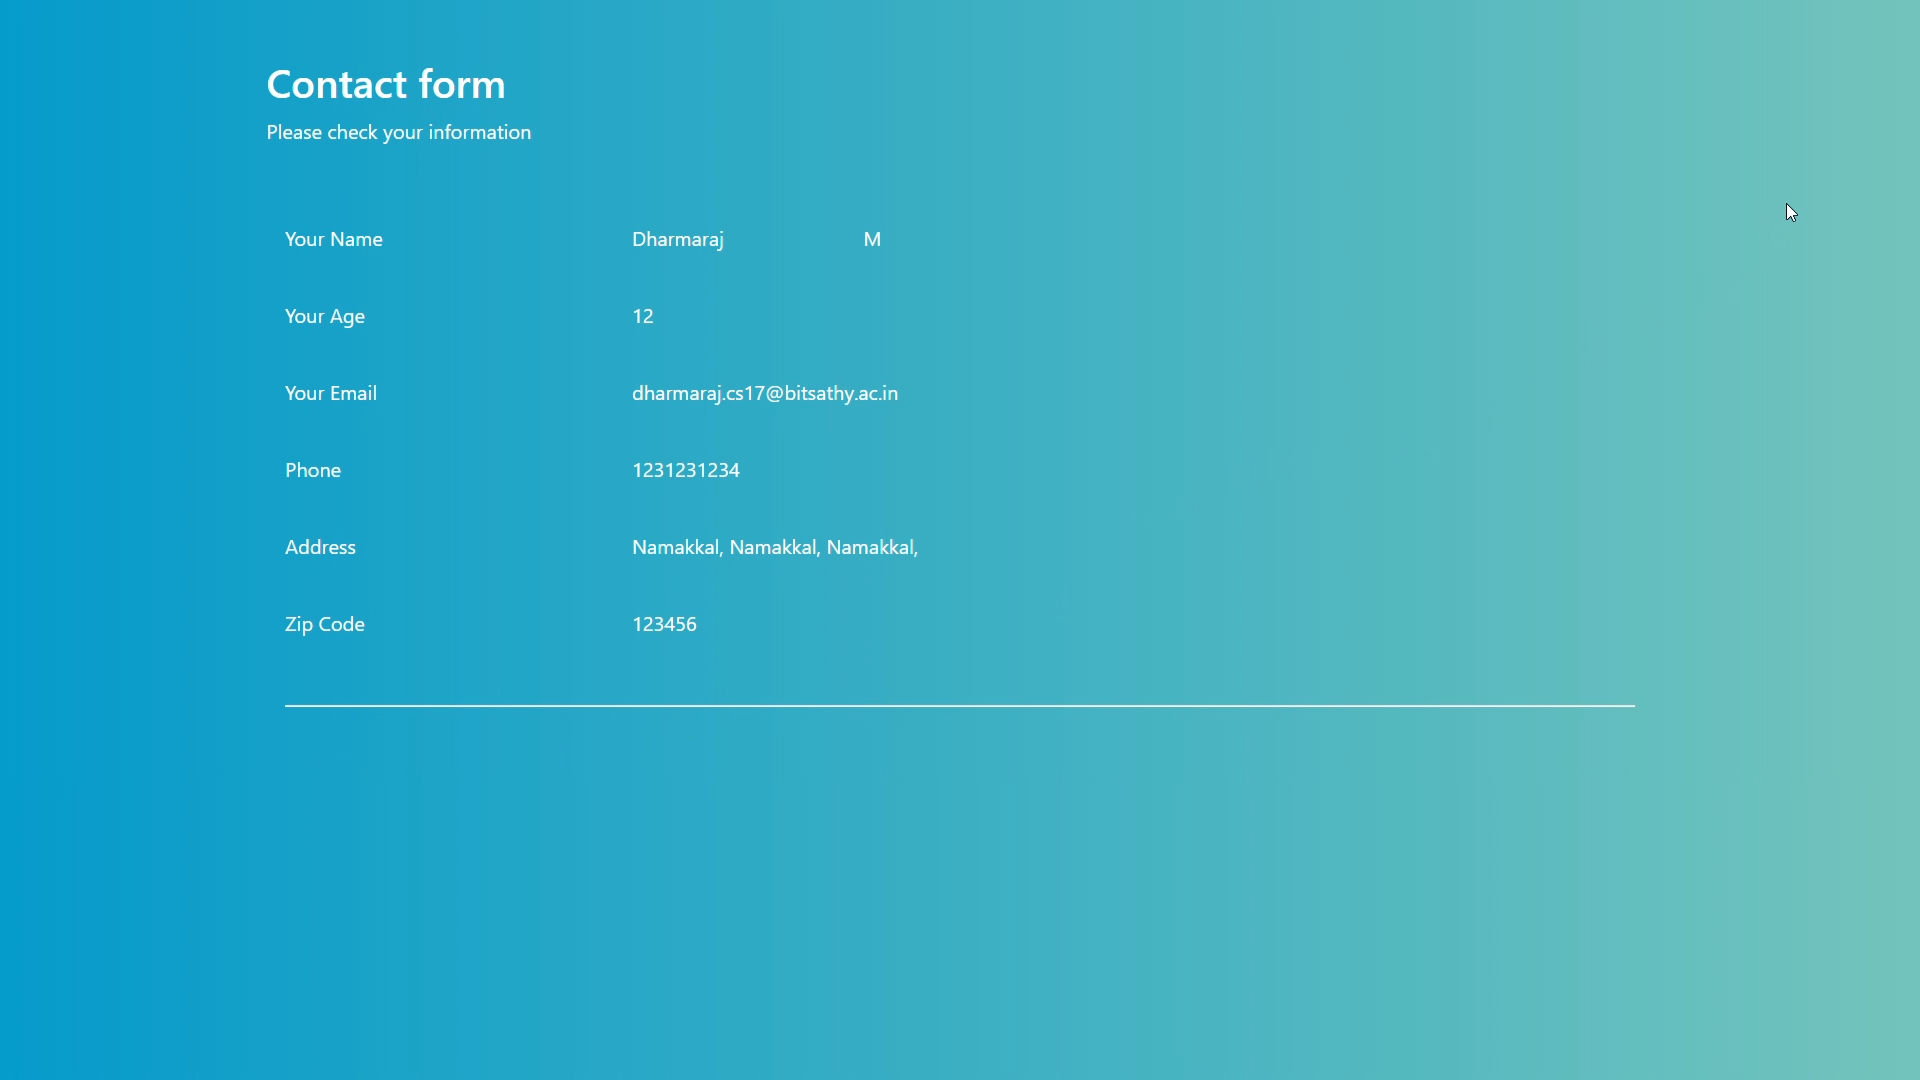 Contact form
Please check your information
Your Name Dharmaraj M
Your Age 12
Your Email dharmaraj.cs17@bitsathy.ac.in
Phone 1231231234
Address Namakkal, Namakkal, Namakkal,
Zip Code 123456